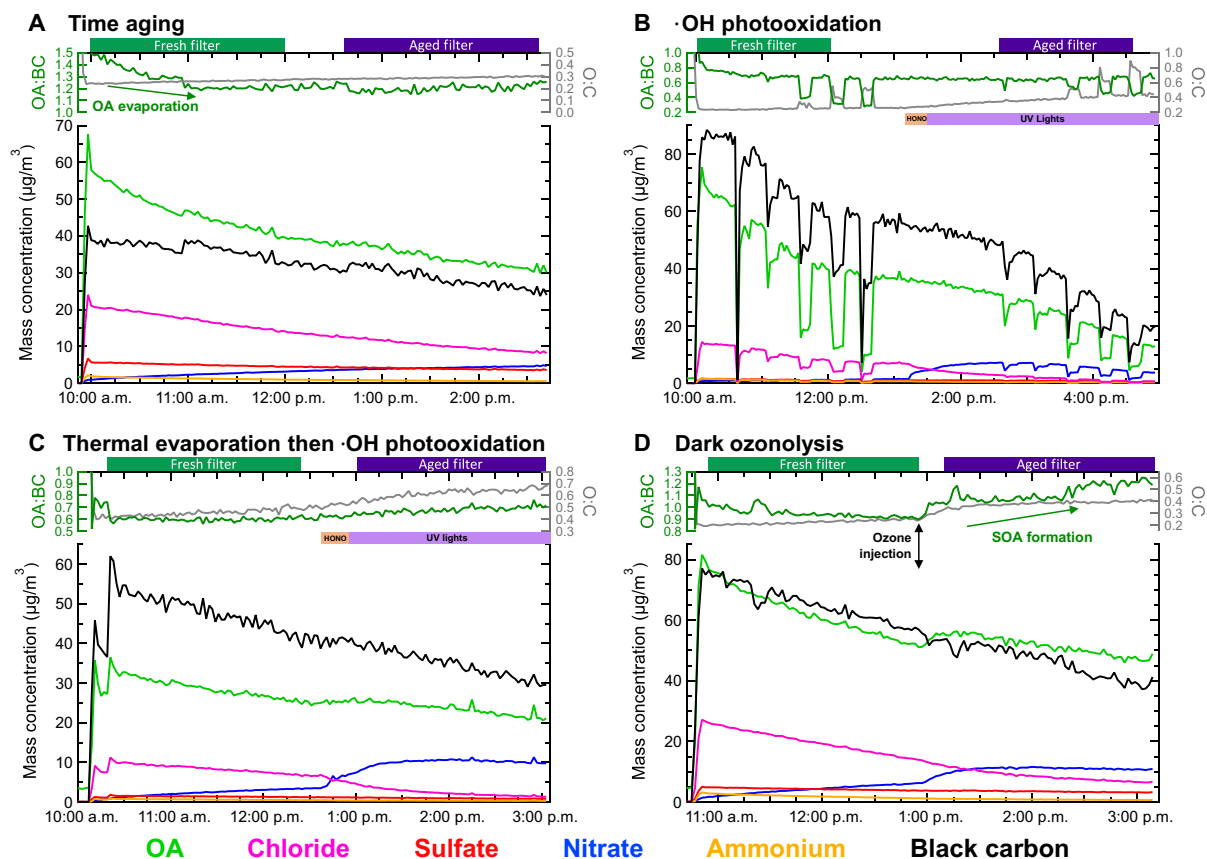 A Time aging
Fresh filter
Aged filter
OA:BC
1.5
1.4
1.3
1.2
1.1
1.0
OA evaporation
0.5
0.4
0.3
0.2
0.1
0.0
O:C
Mass concentration (µg/m³)
70
60
50
40
30
20
10
0
10:00 a.m. 11:00 a.m. 12:00 p.m. 1:00 p.m. 2:00 p.m.
B ·OH photooxidation
Fresh filter
Aged filter
OA:BC
1.0
0.8
0.6
0.4
0.2
1.0
0.8
0.6
0.4
0.2
O:C
HONO
UV Lights
Mass concentration (µg/m³)
80
60
40
20
0
10:00 a.m. 12:00 p.m. 2:00 p.m. 4:00 p.m.
C Thermal evaporation then ·OH photooxidation
Fresh filter
Aged filter
OA:BC
1.0
0.9
0.8
0.7
0.6
0.5
0.8
0.7
0.6
0.5
0.4
0.3
O:C
HONO
UV lights
Mass concentration (µg/m³)
60
50
40
30
20
10
0
10:00 a.m. 11:00 a.m. 12:00 p.m. 1:00 p.m. 2:00 p.m. 3:00 p.m.
D Dark ozonolysis
Fresh filter
Aged filter
OA:BC
1.3
1.2
1.1
1.0
0.9
0.8
0.6
0.5
0.4
0.3
0.2
O:C
Ozone
injection
SOA formation
Mass concentration (µg/m³)
80
60
40
20
0
11:00 a.m. 12:00 p.m. 1:00 p.m. 2:00 p.m. 3:00 p.m.
OA Chloride Sulfate Nitrate Ammonium Black carbon